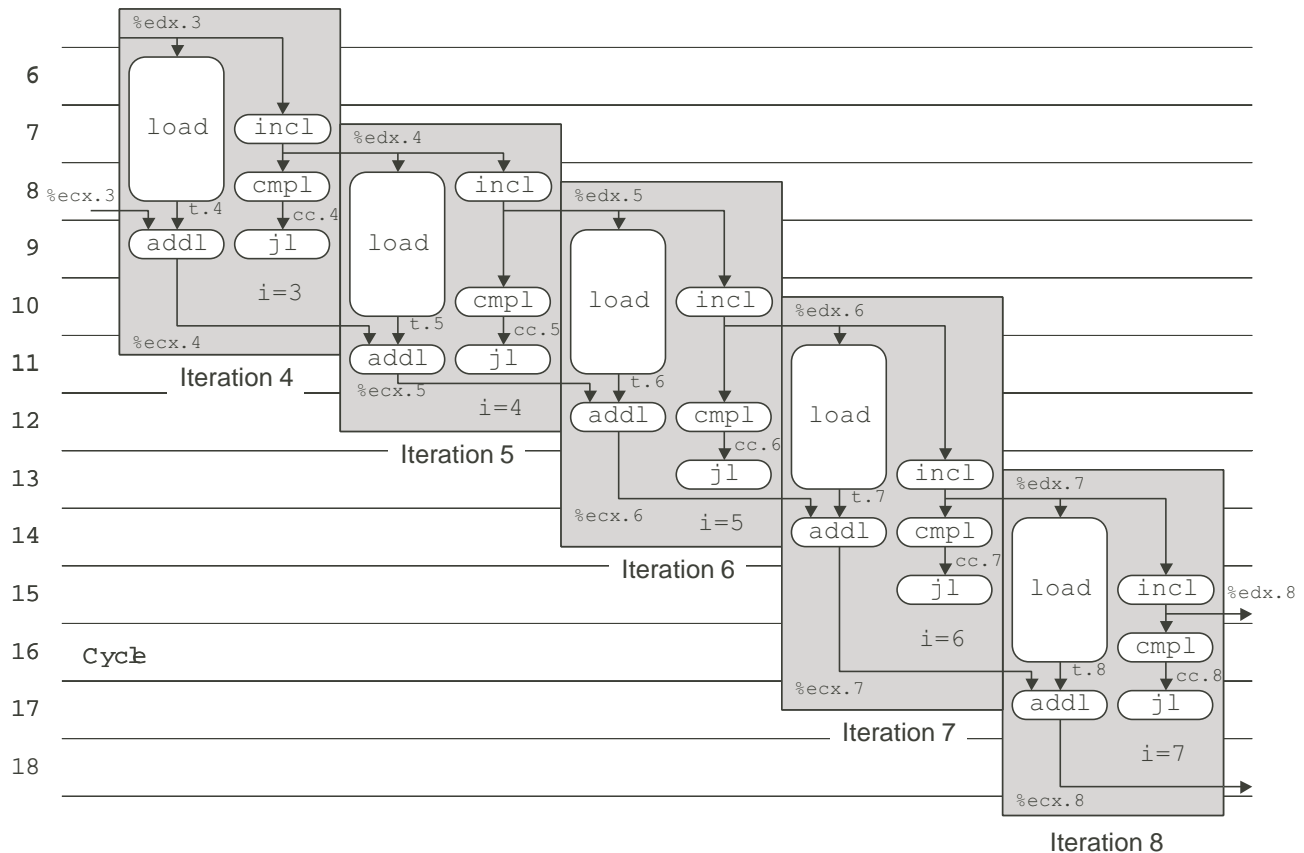 %edx.3
6
load
7
incl
%edx.4
8
%ecx.3
cmpl
incl
%edx.5
t.4
cc.4
9
addl
jl
load
i=3
10
cmpl
load
incl
%edx.6
t.5
cc.5
%ecx.4
11
addl
jl
Iteration 4
%ecx.5
t.6
i=4
12
addl
cmpl
load
Iteration 5
cc.6
13
jl
incl
%edx.7
t.7
%ecx.6
i=5
14
addl
cmpl
Iteration 6
cc.7
15
jl
load
incl
%edx.8
i=6
16
Cycle
cmpl
t.8
cc.8
%ecx.7
17
addl
jl
Iteration 7
i=7
18
%ecx.8
Iteration 8